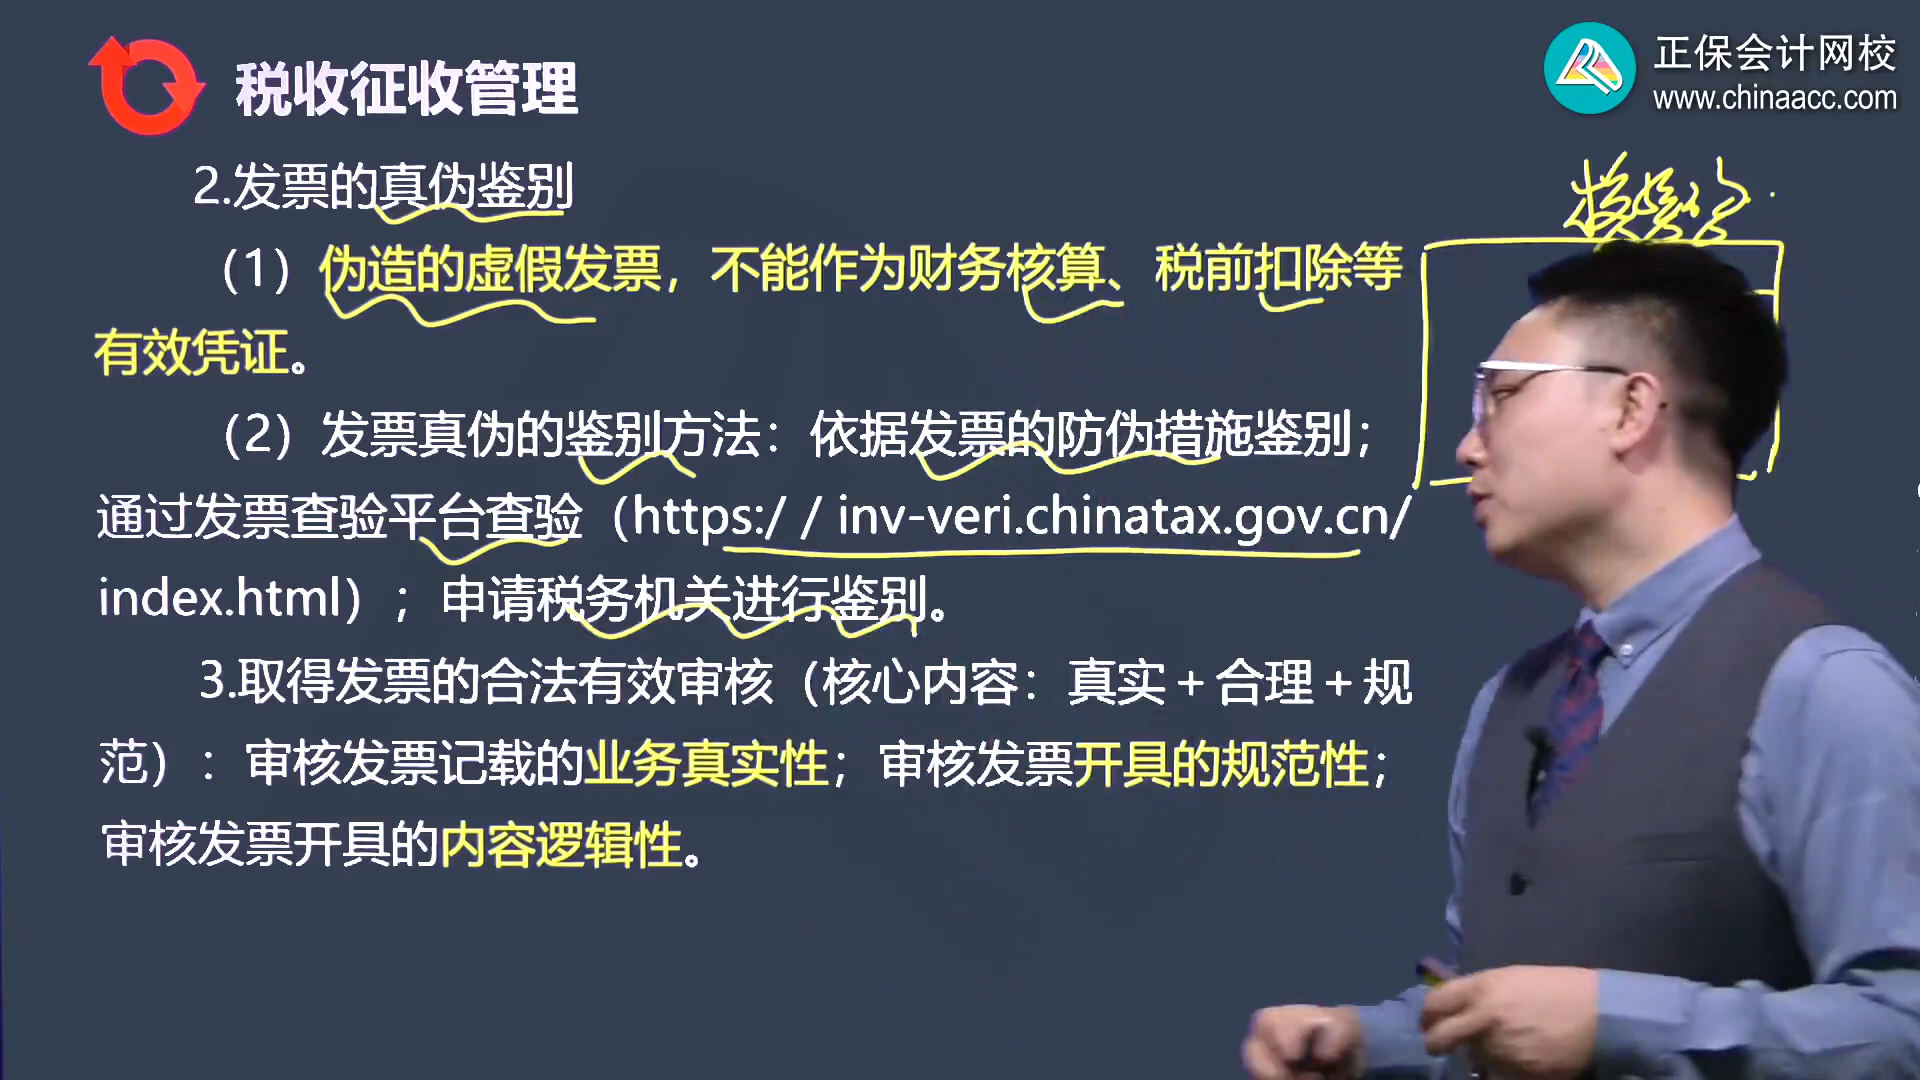 税收征收管理
正保会计网校
www.chinaacc.com
2.发票的真伪鉴别
（1）伪造的虚假发票，不能作为财务核算、税前扣除等
有效凭证。
（2）发票真伪的鉴别方法：依据发票的防伪措施鉴别；
通过发票查验平台查验（https://inv-veri.chinatax.gov.cn/
index.html）；申请税务机关进行鉴别。
3.取得发票的合法有效审核（核心内容：真实+合理+规
范）：审核发票记载的业务真实性；审核发票开具的规范性；
审核发票开具的内容逻辑性。